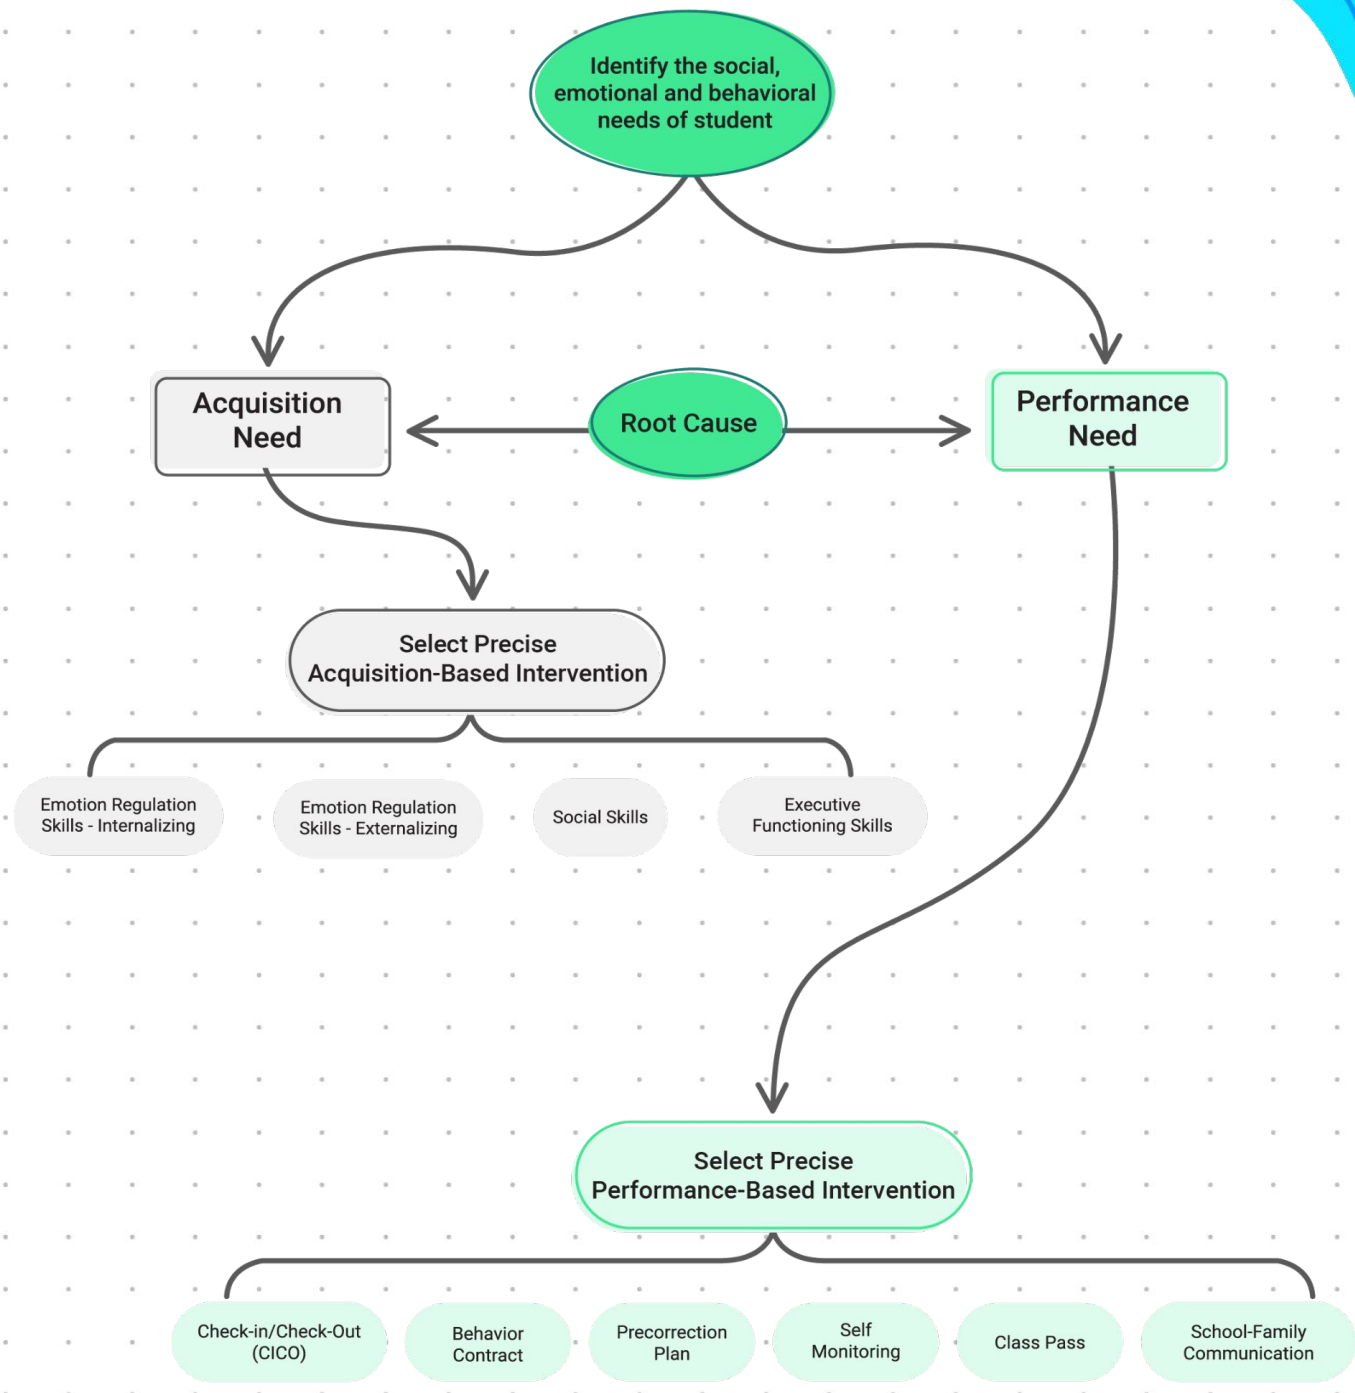 Identify the social,
emotional and behavioral
needs of student
Acquisition
Need
Root Cause
Performance
Need
Select Precise
Acquisition-Based Intervention
Emotion Regulation
Skills - Internalizing
Emotion Regulation
Skills - Externalizing
Social Skills
Executive
Functioning Skills
Select Precise
Performance-Based Intervention
Check-in/Check-Out
(CICO)
Behavior
Contract
Precorrection
Plan
Self
Monitoring
Class Pass
School-Family
Communication